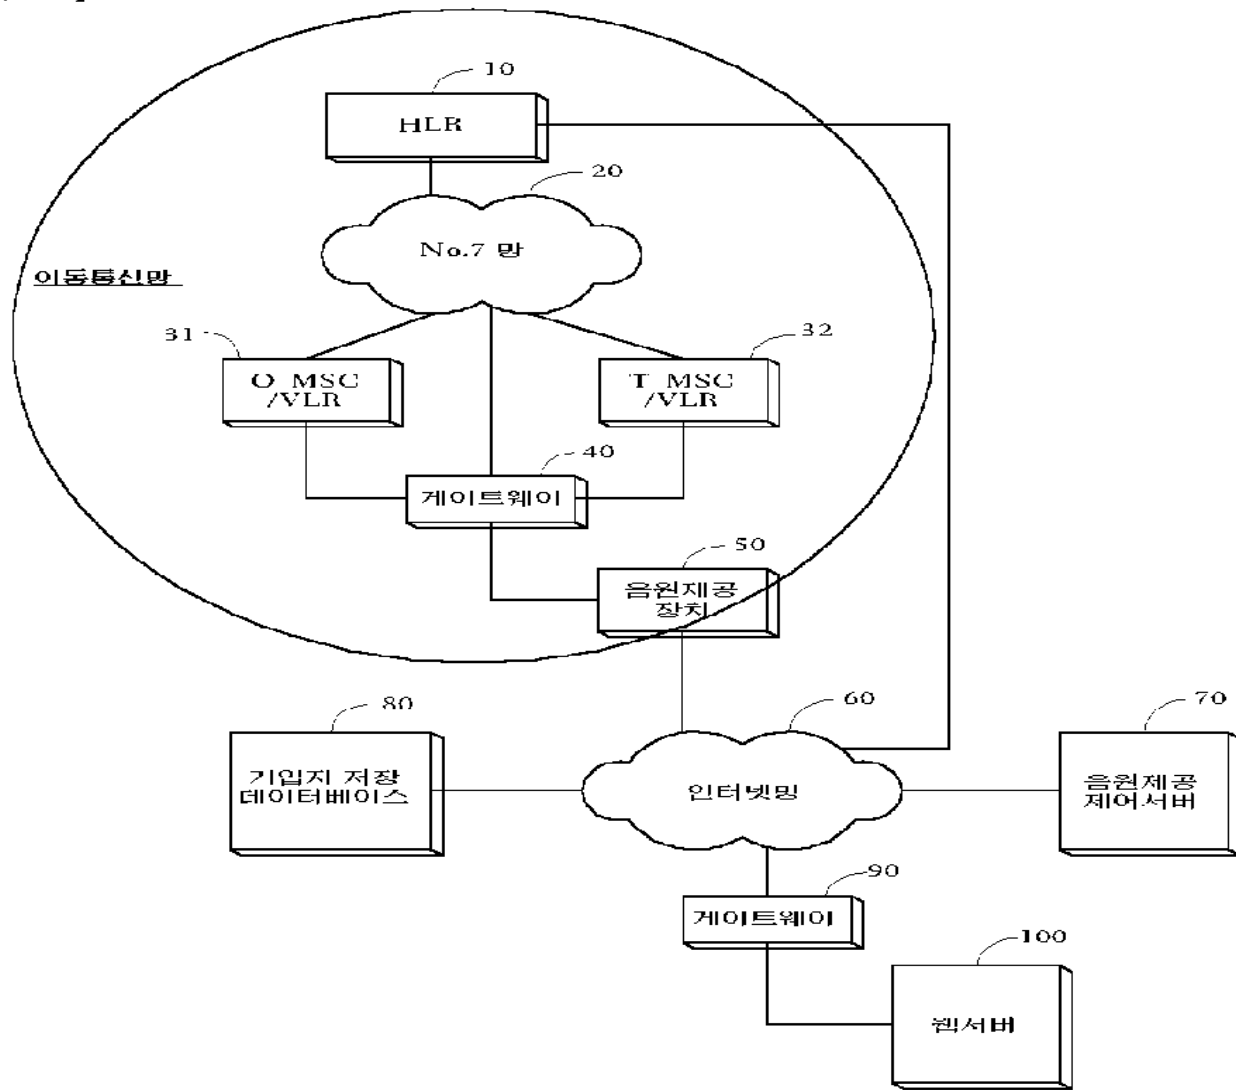 10
HLR
20
No.7 망
이동통신망
31
O_MSC
/VLR
32
T_MSC
/VLR
40
게이트웨이
50
음원제공
장치
60
인터넷밍
70
음원제공
제어서버
80
기입지 저장
데이터베이스
90
게이트웨이
100
웹서버